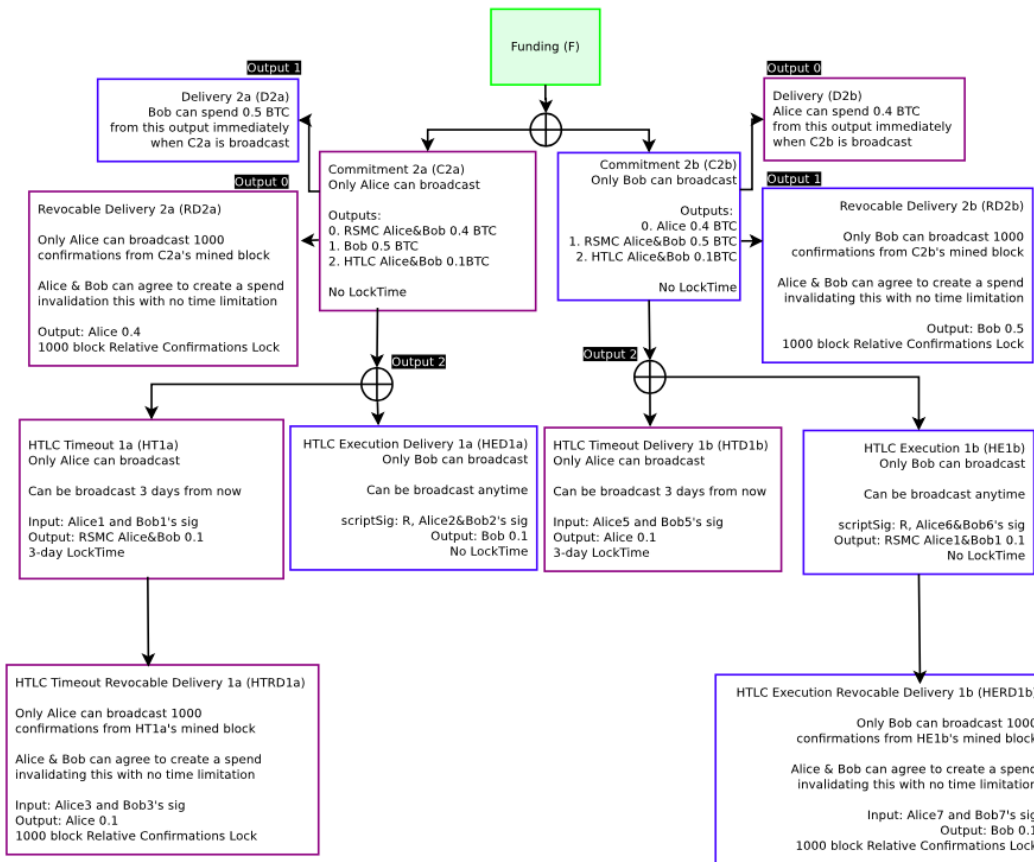 Funding (F)
Output 1
Delivery 2a (D2a)
Bob can spend 0.5 BTC
from this output immediately
when C2a is broadcast
Output 0
Delivery (D2b)
Alice can spend 0.4 BTC
from this output immediately
when C2b is broadcast
Commitment 2a (C2a)
Only Alice can broadcast
Outputs:
0. RSMC Alice&Bob 0.4 BTC
1. Bob 0.5 BTC
2. HTLC Alice&Bob 0.1BTC
No LockTime
Commitment 2b (C2b)
Only Bob can broadcast
Outputs:
0. Alice 0.4 BTC
1. RSMC Alice&Bob 0.5 BTC
2. HTLC Alice&Bob 0.1BTC
No LockTime
Output 0
Revocable Delivery 2a (RD2a)
Only Alice can broadcast 1000
confirmations from C2a's mined block
Alice & Bob can agree to create a spend
invalidating this with no time limitation
Output: Alice 0.4
1000 block Relative Confirmations Lock
Output 1
Revocable Delivery 2b (RD2b)
Only Bob can broadcast 1000
confirmations from C2b's mined block
Alice & Bob can agree to create a spend
invalidating this with no time limitation
Output: Bob 0.5
1000 block Relative Confirmations Lock
Output 2
Output 2
HTLC Timeout 1a (HT1a)
Only Alice can broadcast
Can be broadcast 3 days from now
Input: Alice1 and Bob1's sig
Output: RSMC Alice&Bob 0.1
3-day LockTime
HTLC Execution Delivery 1a (HED1a)
Only Bob can broadcast
Can be broadcast anytime
scriptSig: R, Alice2&Bob2's sig
Output: Bob 0.1
No LockTime
HTLC Timeout Delivery 1b (HTD1b)
Only Alice can broadcast
Can be broadcast 3 days from now
Input: Alice5 and Bob5's sig
Output: Alice 0.1
3-day LockTime
HTLC Execution 1b (HE1b)
Only Bob can broadcast
Can be broadcast anytime
scriptSig: R, Alice6&Bob6's sig
Output: RSMC Alice1&Bob1 0.1
No LockTime
HTLC Timeout Revocable Delivery 1a (HTRD1a)
Only Alice can broadcast 1000
confirmations from HT1a's mined block
Alice & Bob can agree to create a spend
invalidating this with no time limitation
Input: Alice3 and Bob3's sig
Output: Alice 0.1
1000 block Relative Confirmations Lock
HTLC Execution Revocable Delivery 1b (HERD1b)
Only Bob can broadcast 1000
confirmations from HE1b's mined block
Alice & Bob can agree to create a spend
invalidating this with no time limitation
Input: Alice7 and Bob7's sig
Output: Bob 0.1
1000 block Relative Confirmations Lock